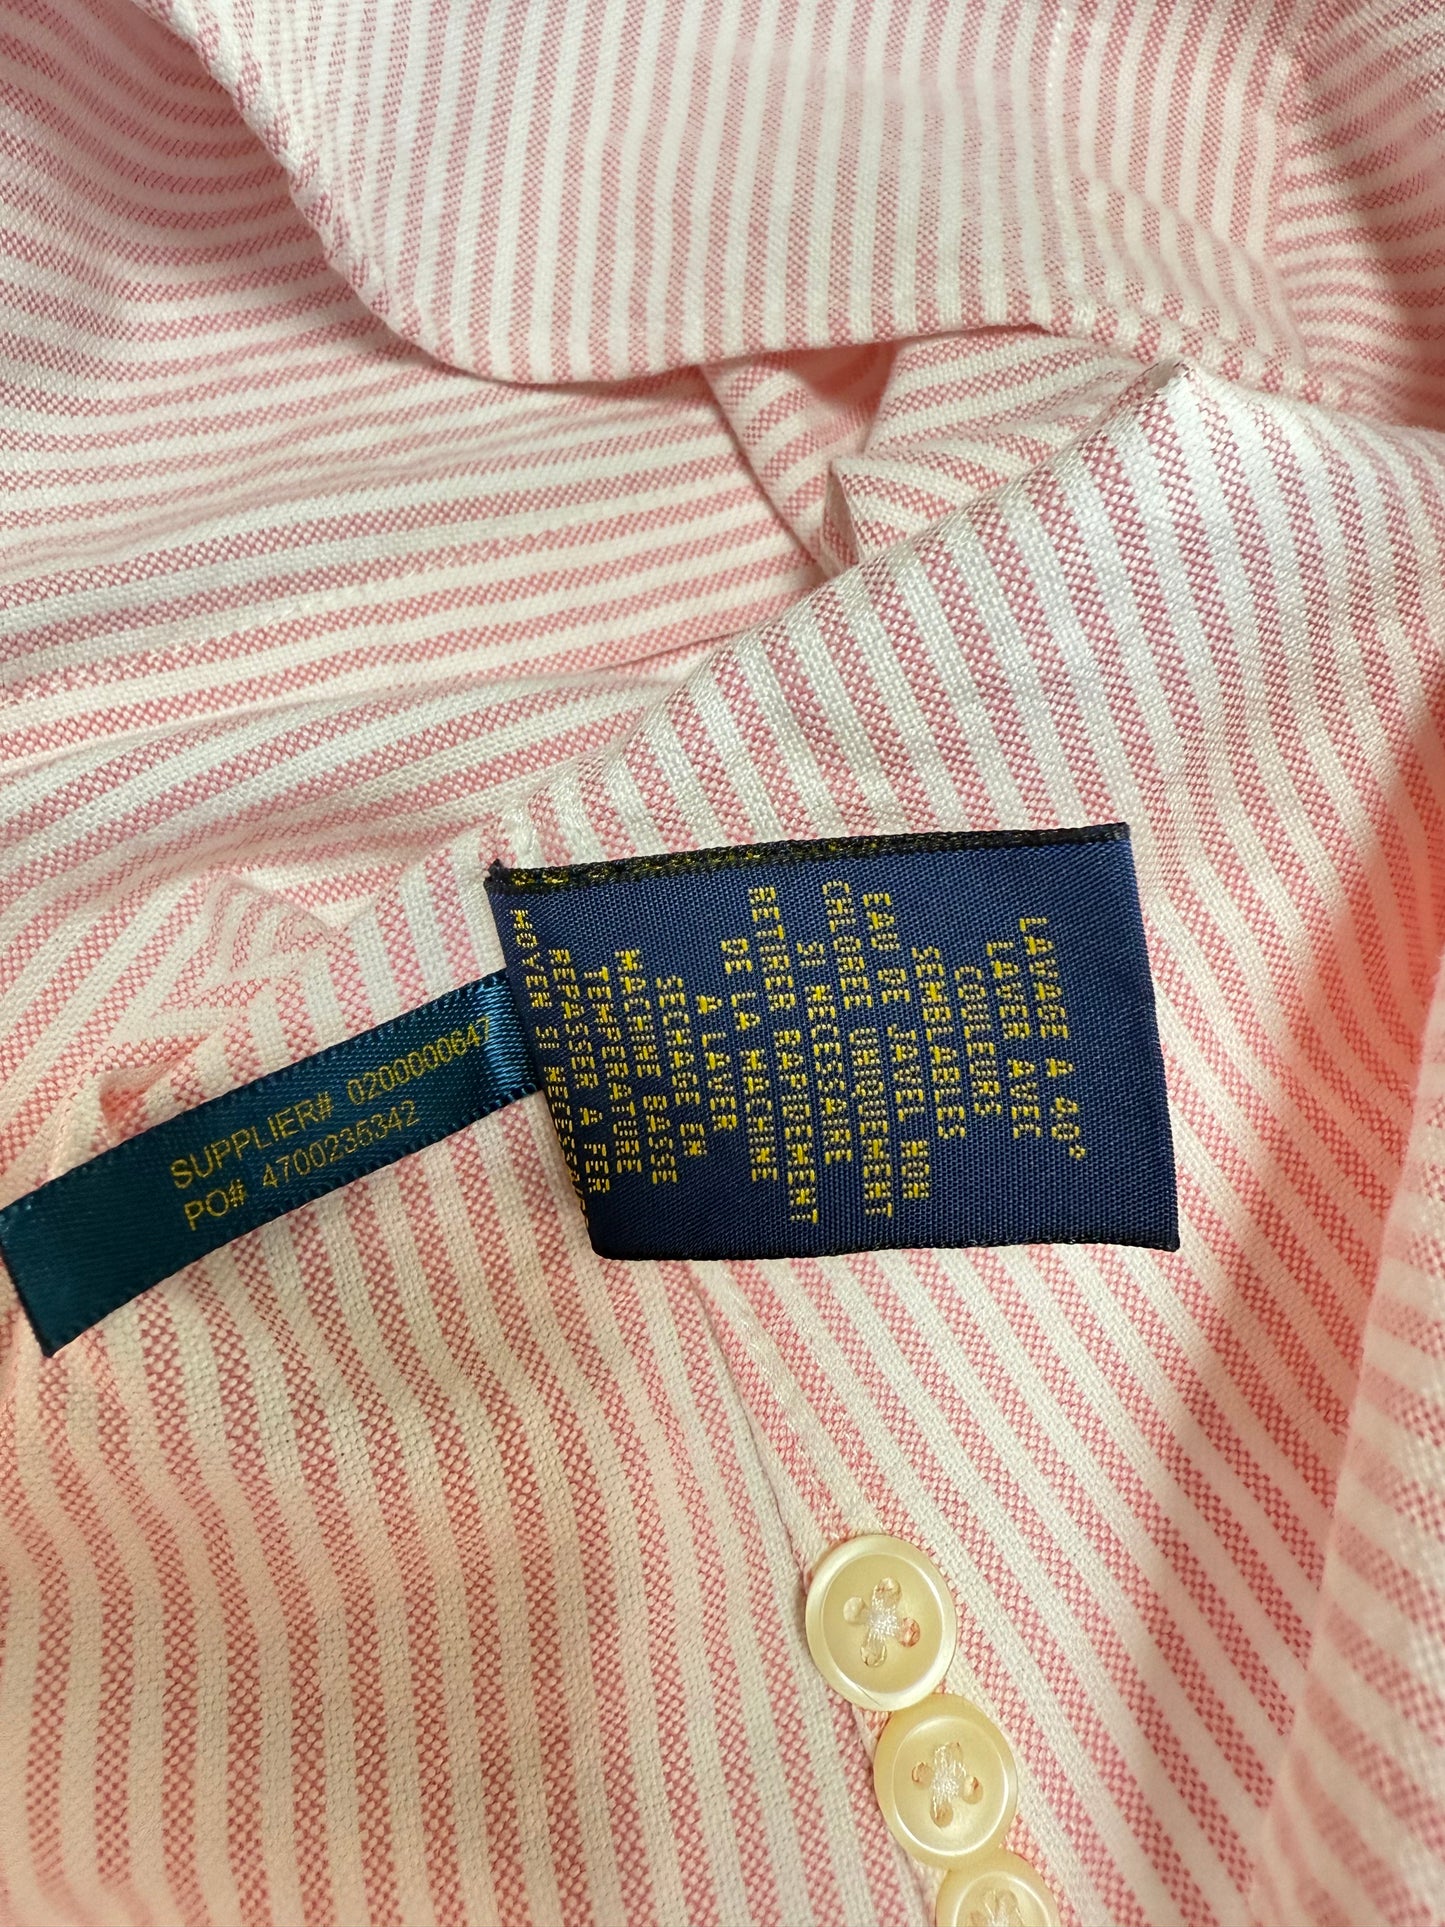 LAVAGE A 40°
LAVER AVEC
COULEURS
SEMBLABLES
EAU DE JAVEL NON
CHLOREE UNIQUEMENT
SI NECESSAIRE
RETIRER RAPIDEMENT
DE LA MACHINE
A LAVER
SECHAGE EN
MACHINE BASSE
TEMPERATURE
REPASSER A FER
MOYEN SI NECESSAIRE
SUPPLIER# 0200000647
PO# 4700235342